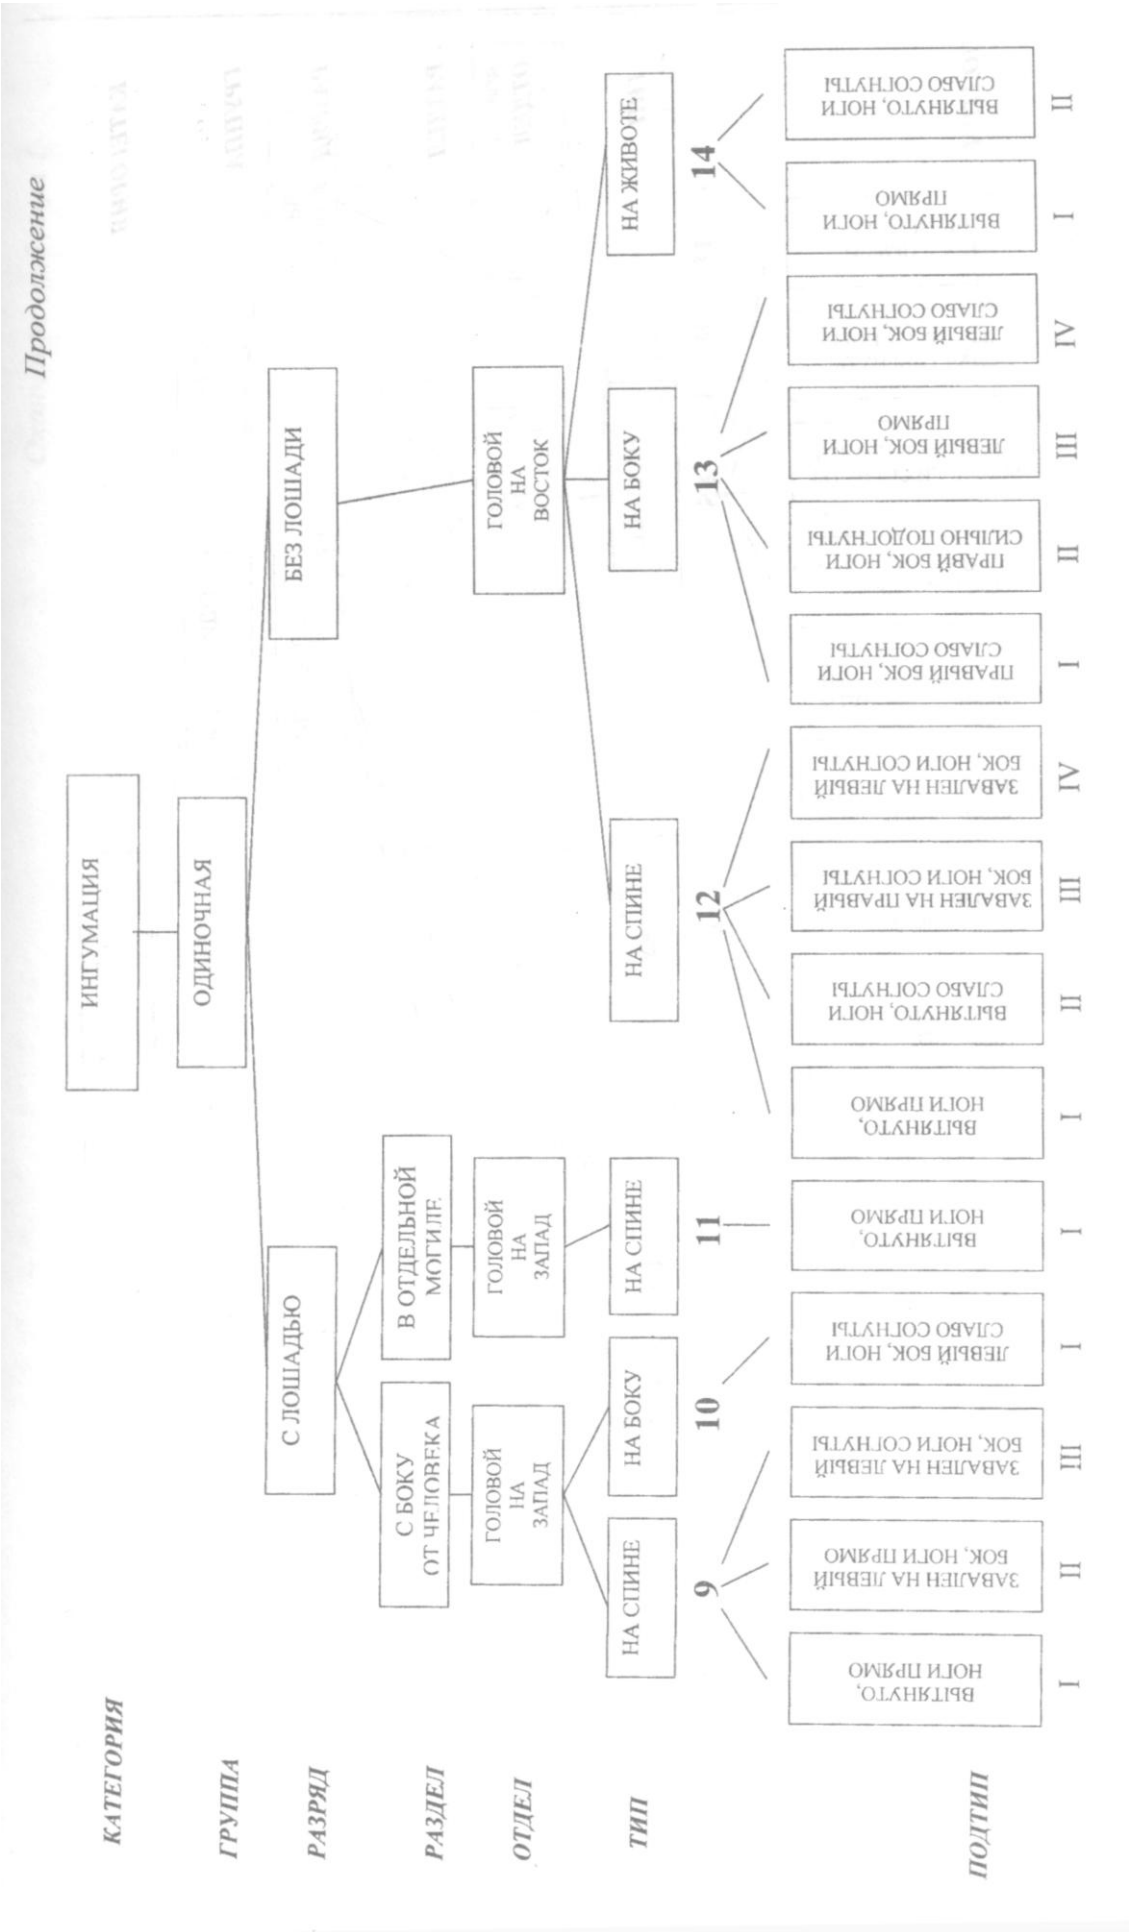 Продолжение
КАТЕГОРИЯ
ИНГУМАЦИЯ
ГРУППА
ОДИНОЧНАЯ
РАЗРЯД
С ЛОШАДЬЮ
БЕЗ ЛОШАДИ
РАЗДЕЛ
С БОКУ
ОТ ЧЕЛОВЕКА
В ОТДЕЛЬНОЙ
МОГИЛЕ
ОТДЕЛ
ГОЛОВОЙ
НА
ЗАПАД
ГОЛОВОЙ
НА
ЗАПАД
ГОЛОВОЙ
НА
ВОСТОК
ТИП
НА СПИНЕ
НА БОКУ
НА СПИНЕ
НА СПИНЕ
НА БОКУ
НА ЖИВОТЕ
9
10
11
12
13
14
ПОДТИП
ВЫТЯНУТО,
НОГИ ПРЯМО
I
ЗАВАЛЕН НА ЛЕВЫЙ
БОК, НОГИ ПРЯМО
II
ЗАВАЛЕН НА ЛЕВЫЙ
БОК, НОГИ СОГНУТЫ
III
ЛЕВЫЙ БОК, НОГИ
СЛАБО СОГНУТЫ
I
ВЫТЯНУТО,
НОГИ ПРЯМО
I
ВЫТЯНУТО,
НОГИ ПРЯМО
I
ВЫТЯНУТО, НОГИ
СЛАБО СОГНУТЫ
II
ЗАВАЛЕН НА ПРАВЫЙ
БОК, НОГИ СОГНУТЫ
III
ЗАВАЛЕН НА ЛЕВЫЙ
БОК, НОГИ СОГНУТЫ
IV
ПРАВЫЙ БОК, НОГИ
СЛАБО СОГНУТЫ
I
ПРАВЙ БОК, НОГИ
СИЛЬНО ПОДОГНУТЫ
II
ЛЕВЫЙ БОК, НОГИ
ПРЯМО
III
ЛЕВЫЙ БОК, НОГИ
СЛАБО СОГНУТЫ
IV
ВЫТЯНУТО, НОГИ
ПРЯМО
I
ВЫТЯНУТО, НОГИ
СЛАБО СОГНУТЫ
II